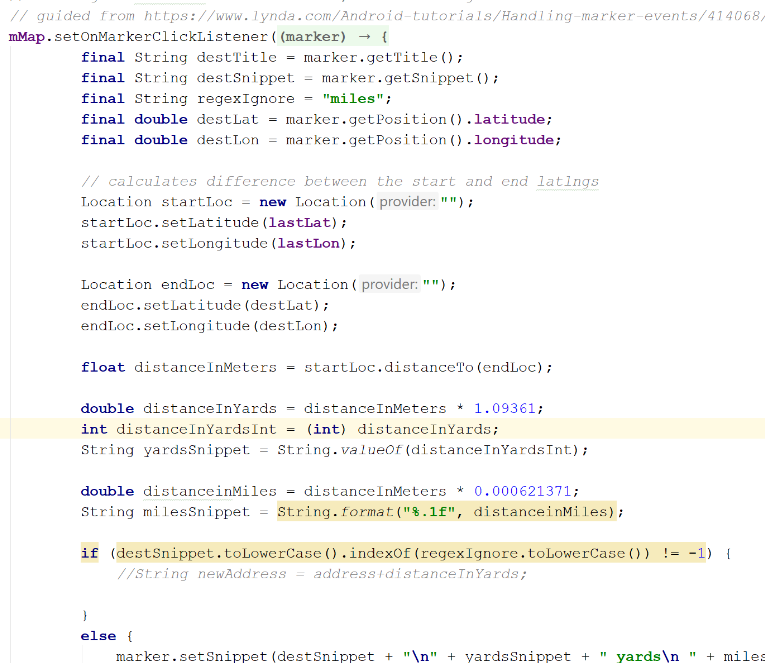 // guided from https://www.lynda.com/Android-tutorials/Handling-marker-events/414068/
mMap.setOnMarkerClickListener((marker) → {
final String destTitle = marker.getTitle();
final String destSnippet = marker.getSnippet();
final String regexIgnore = "miles";
final double destLat = marker.getPosition().latitude;
final double destLon = marker.getPosition().longitude;
// calculates difference between the start and end latlngs
Location startLoc = new Location( provider: "");
startLoc.setLatitude(lastLat);
startLoc.setLongitude(lastLon);
Location endLoc = new Location( provider: "");
endLoc.setLatitude(destLat);
endLoc.setLongitude(destLon);
float distanceInMeters = startLoc.distanceTo(endLoc);
double distanceInYards = distanceInMeters * 1.09361;
int distanceInYardsInt = (int) distanceInYards;
String yardsSnippet = String.valueOf(distanceInYardsInt);
double distanceinMiles = distanceInMeters * 0.000621371;
String milesSnippet = String.format("%.1f", distanceinMiles);
if (destSnippet.toLowerCase().indexOf(regexIgnore.toLowerCase()) != -1) {
//String newAddress = address+distanceInYards;
}
else {
marker.setSnippet(destSnippet + "\n" + yardsSnippet + " yards\n " + miles